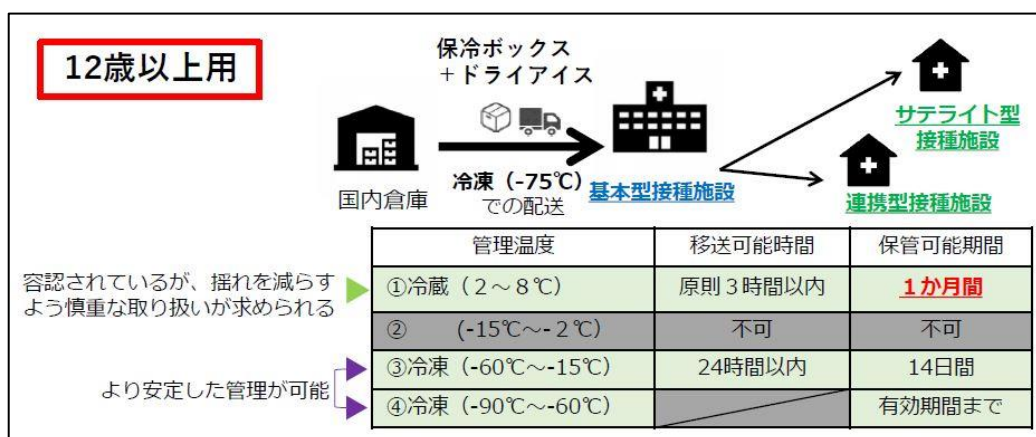 12歳以上用
保冷ボックス
＋ドライアイス
国内倉庫
冷凍（-75℃）
での配送
基本型接種施設
サテライト型
接種施設
連携型接種施設
管理温度 移送可能時間 保管可能期間
容認されているが、揺れを減らす
よう慎重な取り扱いが求められる
①冷蔵（２～８℃） 原則３時間以内 １か月間
② (-15℃～-２℃) 不可 不可
より安定した管理が可能
③冷凍（-60℃～-15℃） 24時間以内 14日間
④冷凍（-90℃～-60℃） 有効期間まで